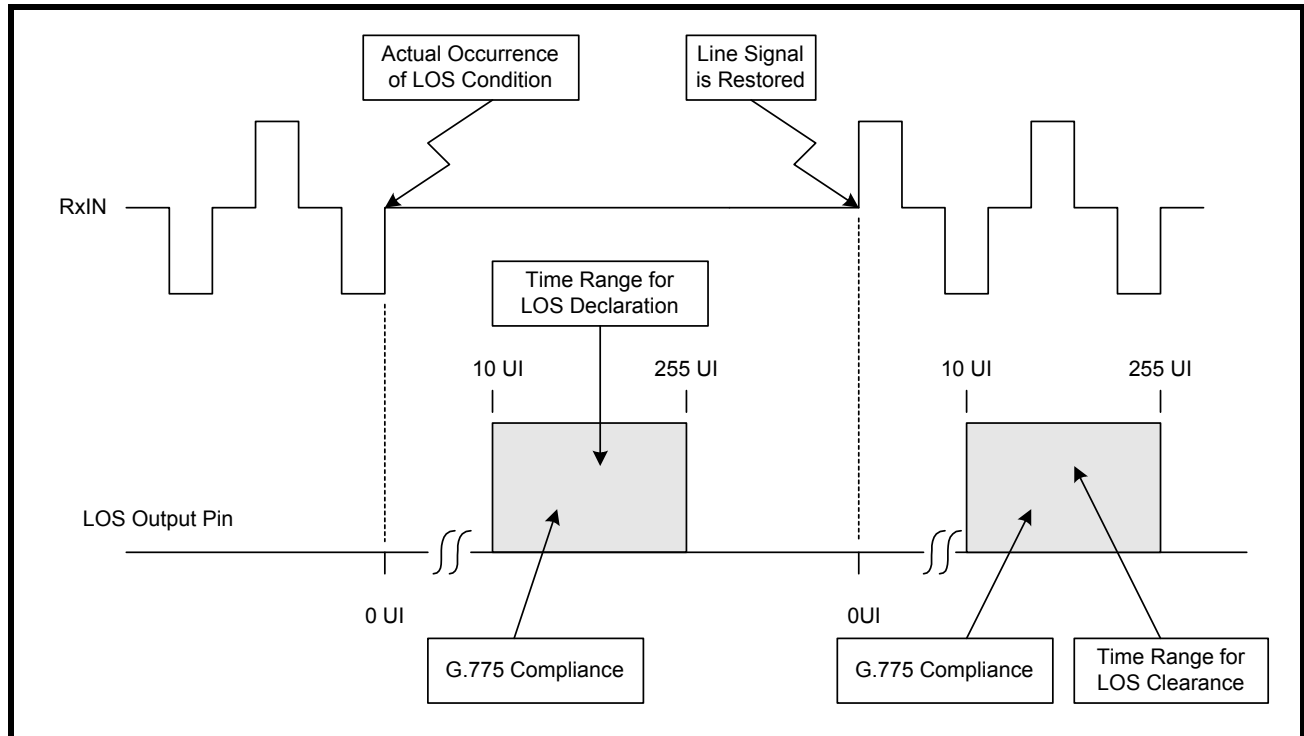 Actual Occurrence
of LOS Condition
Line Signal
is Restored
RxIN
Time Range for
LOS Declaration
10 UI
255 UI
10 UI
255 UI
LOS Output Pin
0 UI
0UI
G.775 Compliance
G.775 Compliance
Time Range for
LOS Clearance